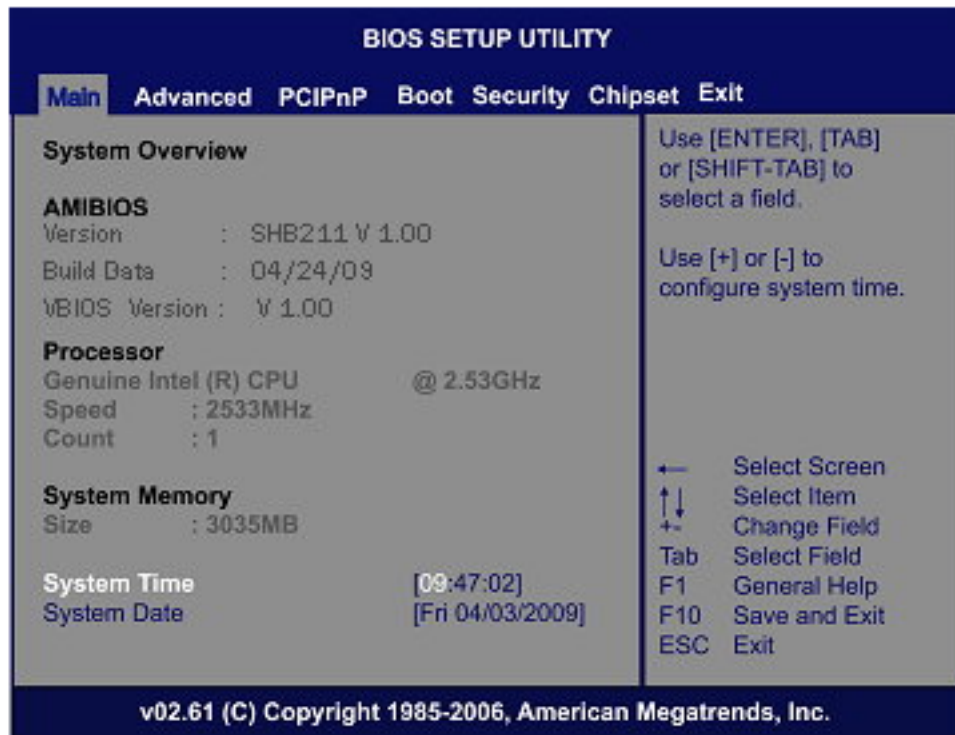 BIOS SETUP UTILITY
Main Advanced PCIPnP Boot Security Chipset Exit
System Overview
AMIBIOS
Version : SHB211 V 1.00
Build Data : 04/24/09
VBIOS Version : V 1.00
Processor
Genuine Intel (R) CPU @ 2.53GHz
Speed : 2533MHz
Count : 1
System Memory
Size : 3035MB
System Time [09:47:02]
System Date [Fri 04/03/2009]
Use [ENTER], [TAB]
or [SHIFT-TAB] to
select a field.
Use [+] or [-] to
configure system time.
← Select Screen
↑↓ Select Item
+- Change Field
Tab Select Field
F1 General Help
F10 Save and Exit
ESC Exit
v02.61 (C) Copyright 1985-2006, American Megatrends, Inc.